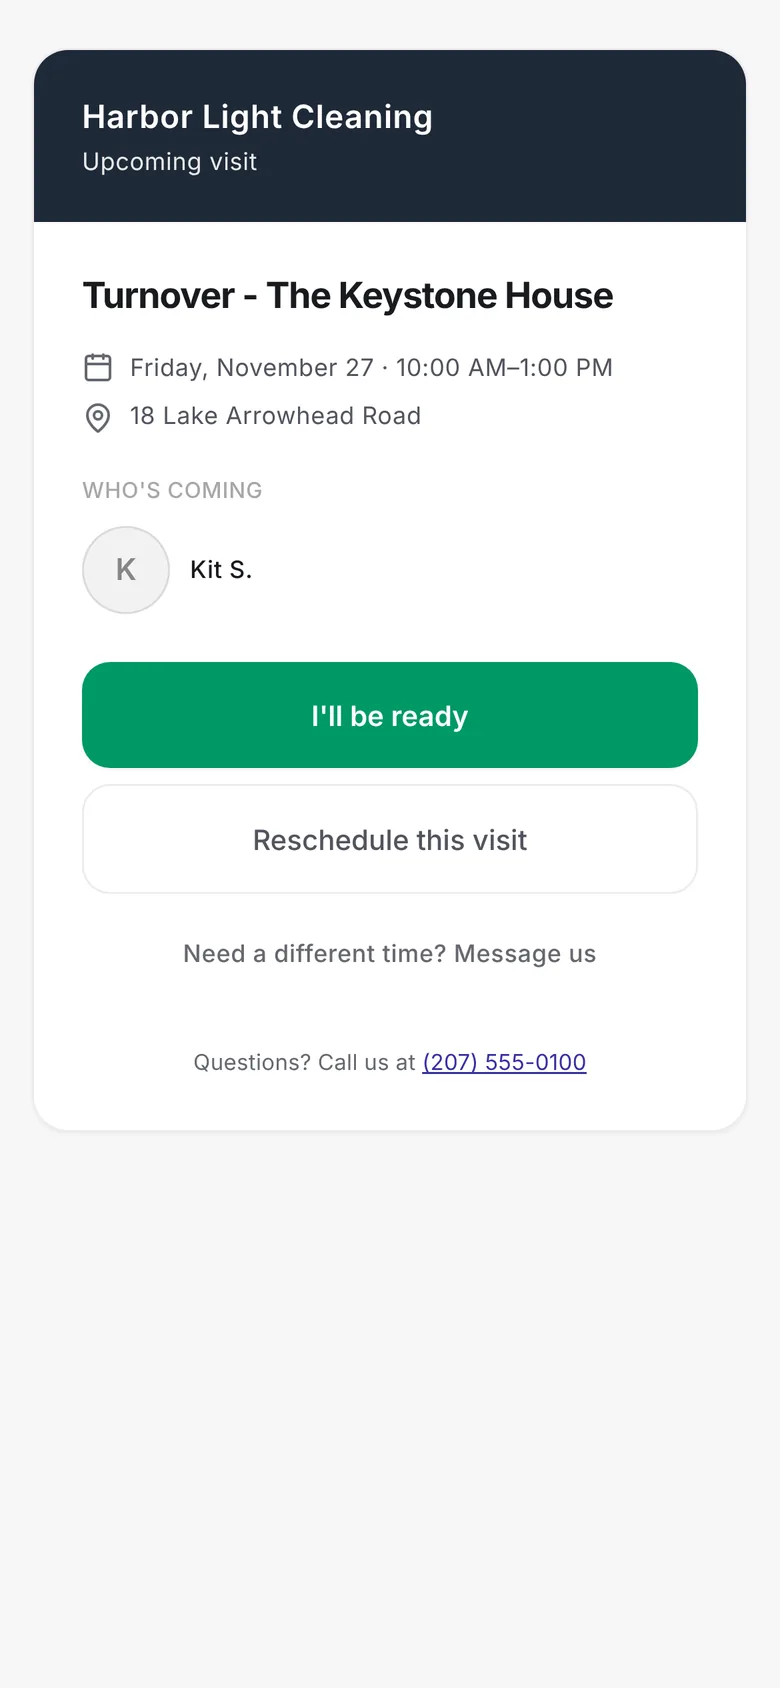 Harbor Light Cleaning
Upcoming visit
Turnover - The Keystone House
Friday, November 27 · 10:00 AM–1:00 PM
18 Lake Arrowhead Road
WHO'S COMING
K
Kit S.
I'll be ready
Reschedule this visit
Need a different time? Message us
Questions? Call us at (207) 555-0100